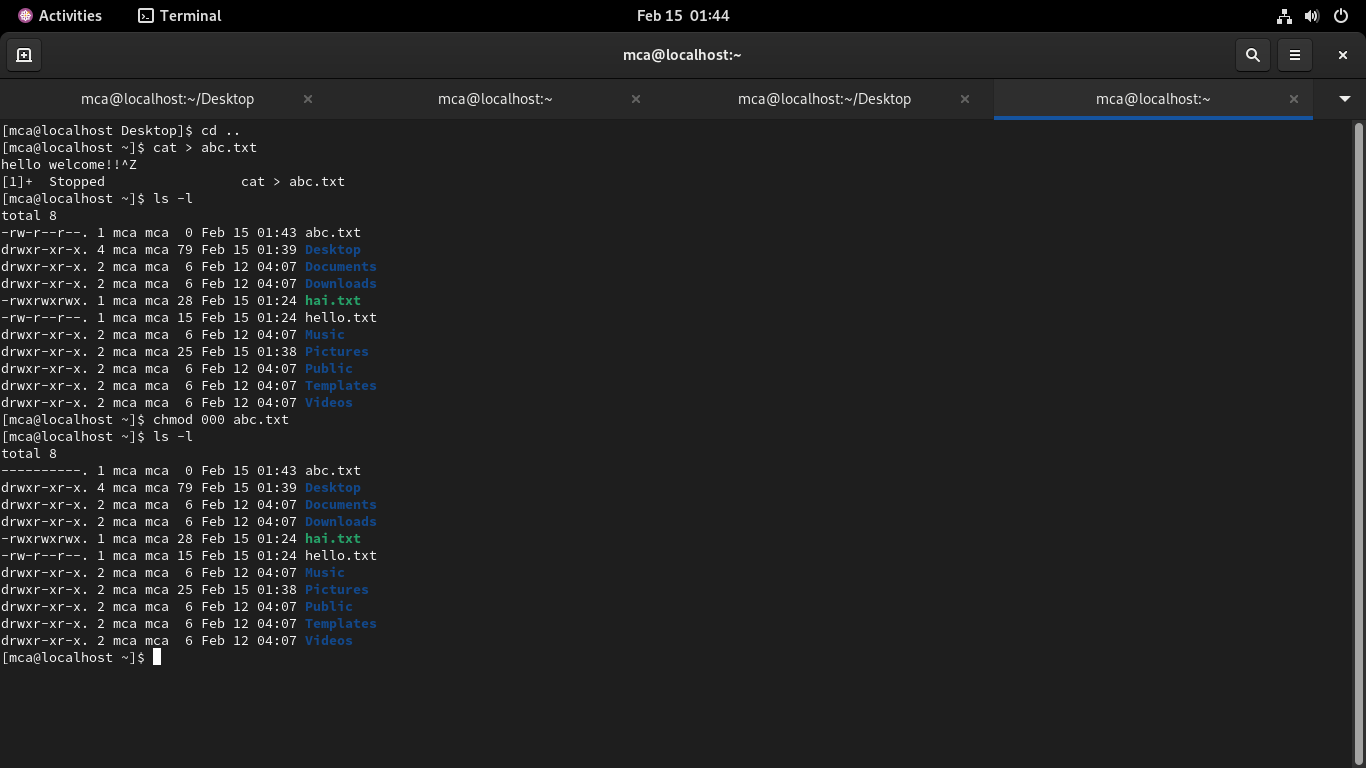 Activities Terminal Feb 15 01:44
mca@localhost:~
mca@localhost:~/Desktop mca@localhost:~ mca@localhost:~/Desktop mca@localhost:~
[mca@localhost Desktop]$ cd ..
[mca@localhost ~]$ cat > abc.txt
hello welcome!!^Z
[1]+  Stopped                 cat > abc.txt
[mca@localhost ~]$ ls -l
total 8
-rw-r--r--. 1 mca mca  0 Feb 15 01:43 abc.txt
drwxr-xr-x. 4 mca mca 79 Feb 15 01:39 Desktop
drwxr-xr-x. 2 mca mca  6 Feb 12 04:07 Documents
drwxr-xr-x. 2 mca mca  6 Feb 12 04:07 Downloads
-rwxrwxrwx. 1 mca mca 28 Feb 15 01:24 hai.txt
-rw-r--r--. 1 mca mca 15 Feb 15 01:24 hello.txt
drwxr-xr-x. 2 mca mca  6 Feb 12 04:07 Music
drwxr-xr-x. 2 mca mca 25 Feb 15 01:38 Pictures
drwxr-xr-x. 2 mca mca  6 Feb 12 04:07 Public
drwxr-xr-x. 2 mca mca  6 Feb 12 04:07 Templates
drwxr-xr-x. 2 mca mca  6 Feb 12 04:07 Videos
[mca@localhost ~]$ chmod 000 abc.txt
[mca@localhost ~]$ ls -l
total 8
----------. 1 mca mca  0 Feb 15 01:43 abc.txt
drwxr-xr-x. 4 mca mca 79 Feb 15 01:39 Desktop
drwxr-xr-x. 2 mca mca  6 Feb 12 04:07 Documents
drwxr-xr-x. 2 mca mca  6 Feb 12 04:07 Downloads
-rwxrwxrwx. 1 mca mca 28 Feb 15 01:24 hai.txt
-rw-r--r--. 1 mca mca 15 Feb 15 01:24 hello.txt
drwxr-xr-x. 2 mca mca  6 Feb 12 04:07 Music
drwxr-xr-x. 2 mca mca 25 Feb 15 01:38 Pictures
drwxr-xr-x. 2 mca mca  6 Feb 12 04:07 Public
drwxr-xr-x. 2 mca mca  6 Feb 12 04:07 Templates
drwxr-xr-x. 2 mca mca  6 Feb 12 04:07 Videos
[mca@localhost ~]$